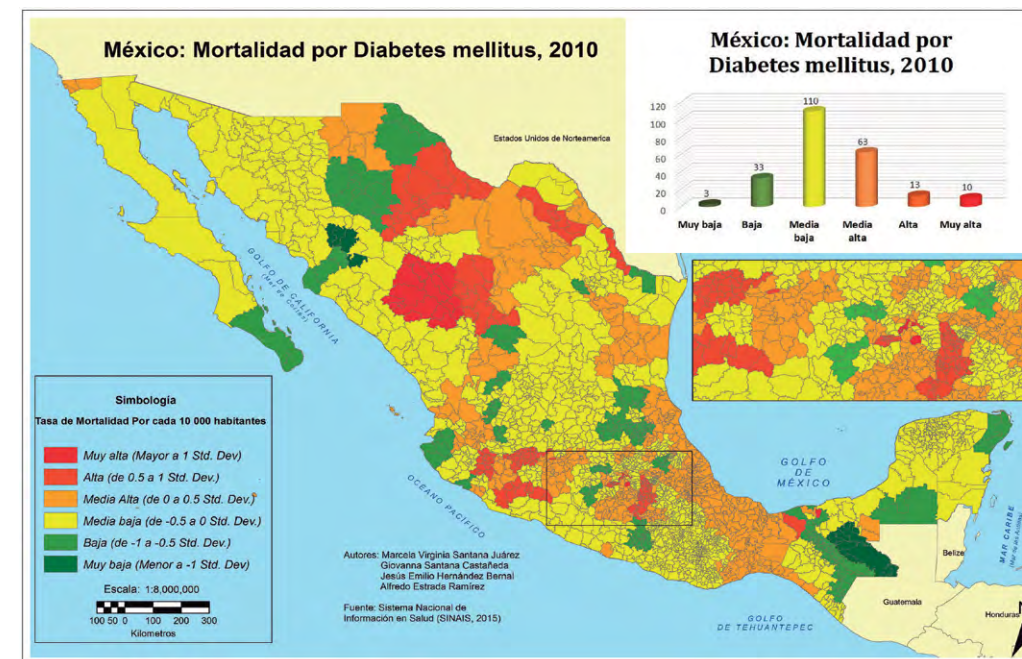 México: Mortalidad por Diabetes mellitus, 2010
México: Mortalidad por
Diabetes mellitus, 2010
120
100
80
60
40
20
0
3
33
110
63
13
10
Muy baja
Baja
Media
baja
Media
alta
Alta
Muy alta
Estados Unidos de Norteamerica
GOLFO DE CALIFORNIA
(Mar de Cortés)
Simbología
Tasa de Mortalidad Por cada 10 000 habitantes
Muy alta (Mayor a 1 Std. Dev)
Alta (de 0.5 a 1 Std. Dev.)
Media Alta (de 0 a 0.5 Std. Dev.)
Media baja (de -0.5 a 0 Std. Dev.)
Baja (de -1 a -0.5 Std. Dev.)
Muy baja (Menor a -1 Std. Dev)
Escala: 1:8,000,000
100 50 0 100 200 300
Kilometros
OCEANO PACÍFICO
Autores: Marcela Virginia Santana Juárez
Giovanna Santana Castañeda
Jesús Emilio Hernández Bernal
Alfredo Estrada Ramírez
Fuente: Sistema Nacional de
Información en Salud (SINAIS, 2015)
GOLFO
DE
MÉXICO
MAR CARIBE
Belize
Guatemala
Honduras
GOLFO
DE TEHUANTEPEC